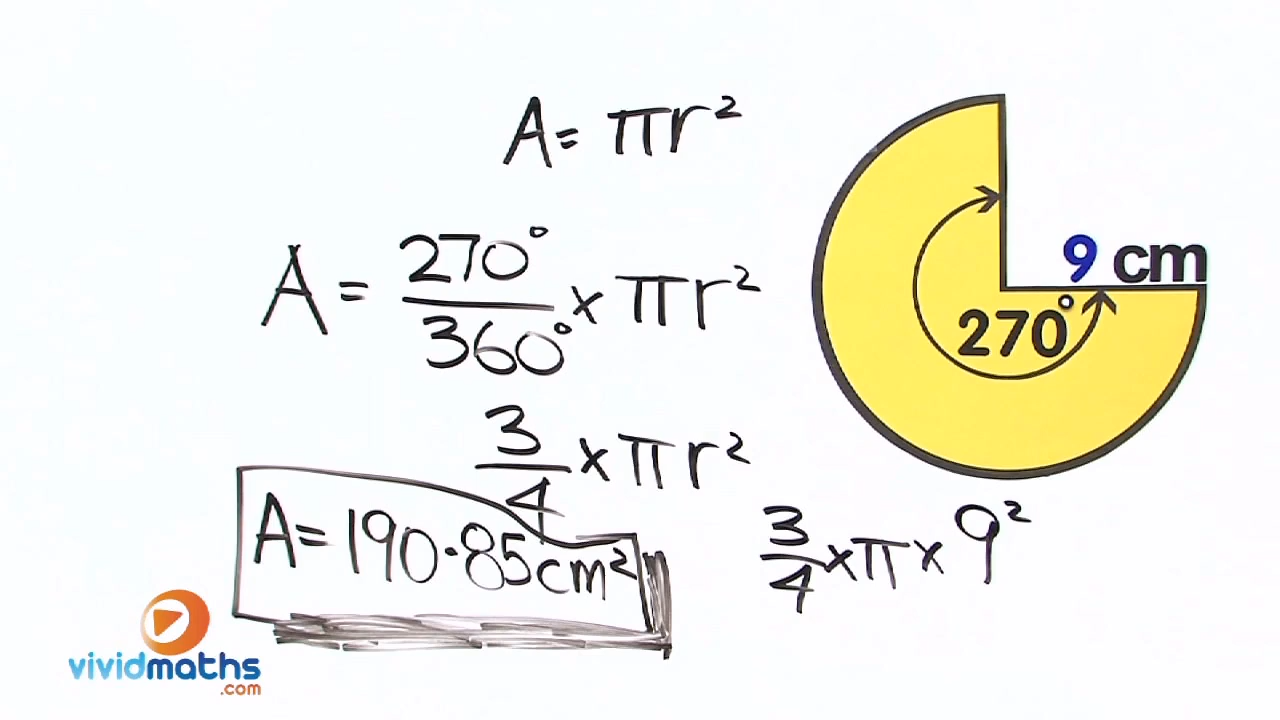 A = πr²
A = 270°/360° × πr²
9 cm
270°
3/4 × πr²
3/4 × π × 9²
A = 190·85cm²
vividmaths
.com